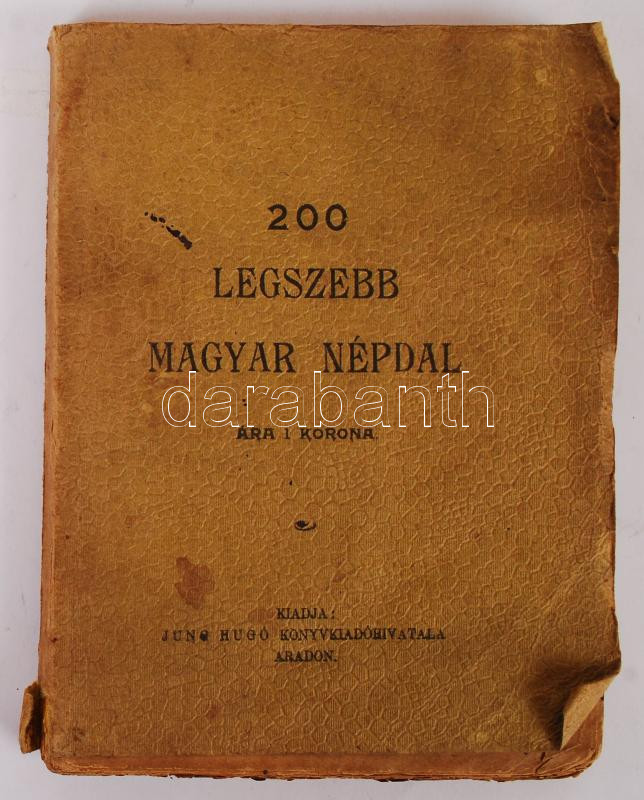 200
LEGSZEBB
MAGYAR NÉPDAL
darabanth
ÁRA 1 KORONA.
KIADJA:
JUNG HUGÓ KÖNYVKIADÓHIVATALA
ARADON.